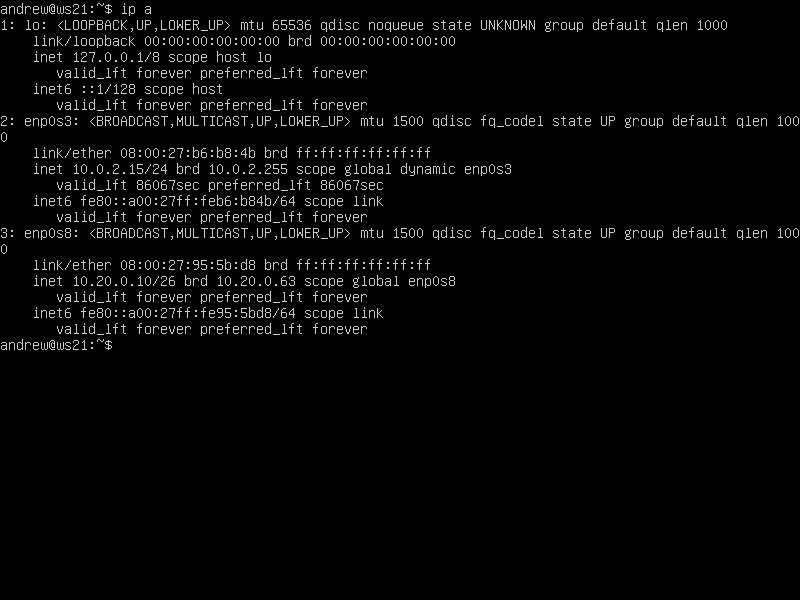 andrew@ws21:~$ ip a
1: lo: <LOOPBACK,UP,LOWER_UP> mtu 65536 qdisc noqueue state UNKNOWN group default qlen 1000
    link/loopback 00:00:00:00:00:00 brd 00:00:00:00:00:00
    inet 127.0.0.1/8 scope host lo
       valid_lft forever preferred_lft forever
    inet6 ::1/128 scope host
       valid_lft forever preferred_lft forever
2: enp0s3: <BROADCAST,MULTICAST,UP,LOWER_UP> mtu 1500 qdisc fq_codel state UP group default qlen 100
0
    link/ether 08:00:27:b6:b8:4b brd ff:ff:ff:ff:ff:ff
    inet 10.0.2.15/24 brd 10.0.2.255 scope global dynamic enp0s3
       valid_lft 86067sec preferred_lft 86067sec
    inet6 fe80::a00:27ff:feb6:b84b/64 scope link
       valid_lft forever preferred_lft forever
3: enp0s8: <BROADCAST,MULTICAST,UP,LOWER_UP> mtu 1500 qdisc fq_codel state UP group default qlen 100
0
    link/ether 08:00:27:95:5b:d8 brd ff:ff:ff:ff:ff:ff
    inet 10.20.0.10/26 brd 10.20.0.63 scope global enp0s8
       valid_lft forever preferred_lft forever
    inet6 fe80::a00:27ff:fe95:5bd8/64 scope link
       valid_lft forever preferred_lft forever
andrew@ws21:~$